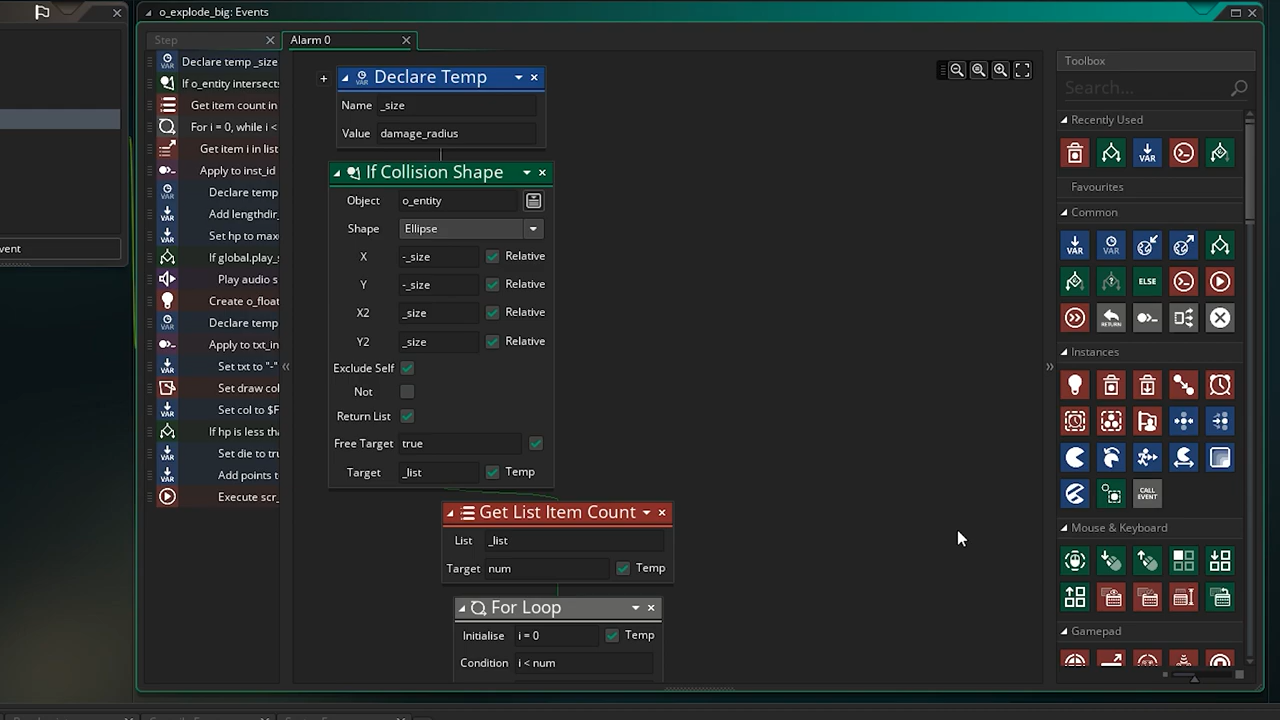 o_explode_big: Events
Step
Alarm 0
Declare temp _size
If o_entity intersects
Get item count in
For i = 0, while i <
Get item i in list
Apply to inst_id
Declare temp
Add lengthdir_
Set hp to max
If global.play_s
Play audio s
Create o_float
Declare temp
Apply to txt_in
Set txt to "-"
Set draw col
Set col to $F
If hp is less tha
Set die to tru
Add points t
Execute scr_
vent
Declare Temp
Name _size
Value damage_radius
If Collision Shape
Object o_entity
Shape Ellipse
X -_size Relative
Y -_size Relative
X2 _size Relative
Y2 _size Relative
Exclude Self
Not
Return List
Free Target true
Target _list Temp
Get List Item Count
List _list
Target num Temp
For Loop
Initialise i = 0 Temp
Condition i < num
Toolbox
Search...
Recently Used
VAR
Favourites
Common
VAR VAR
ELSE
RETURN
Instances
CALL EVENT
Mouse & Keyboard
Gamepad